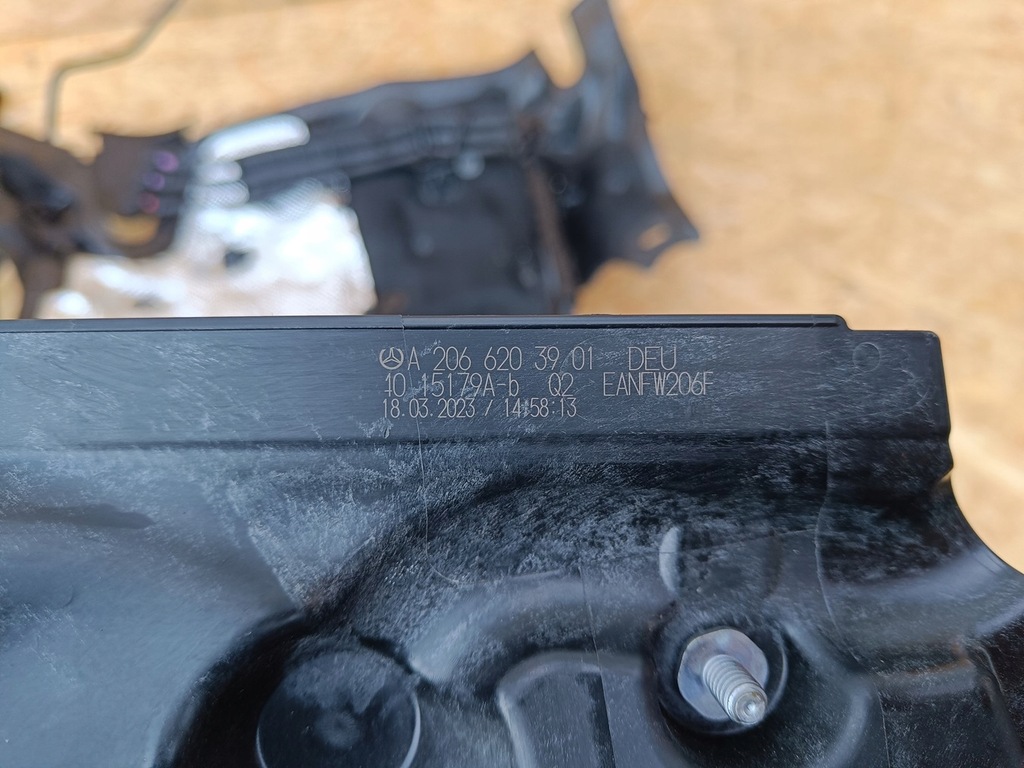 A 206 620 39 01 DEU
10 15179A-b Q2 EANFW206F
18.03.2023 / 14:58:13